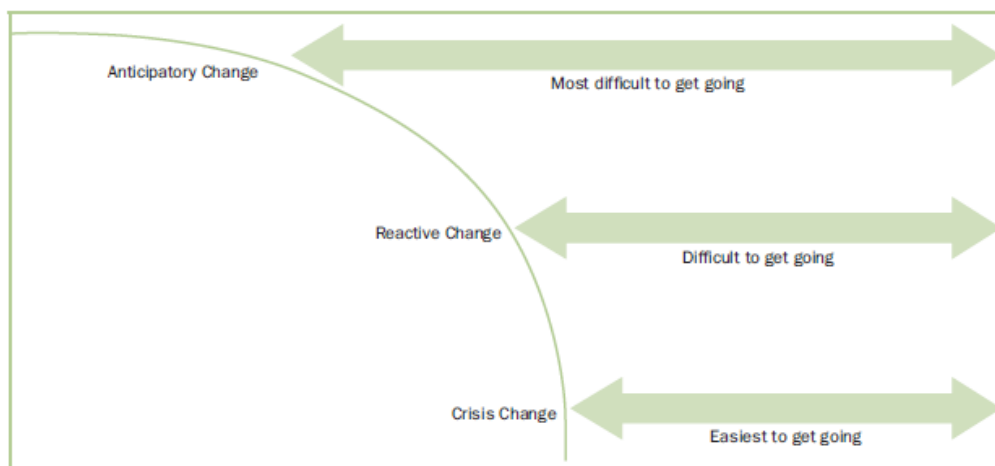 Anticipatory Change
Most difficult to get going
Reactive Change
Difficult to get going
Crisis Change
Easiest to get going